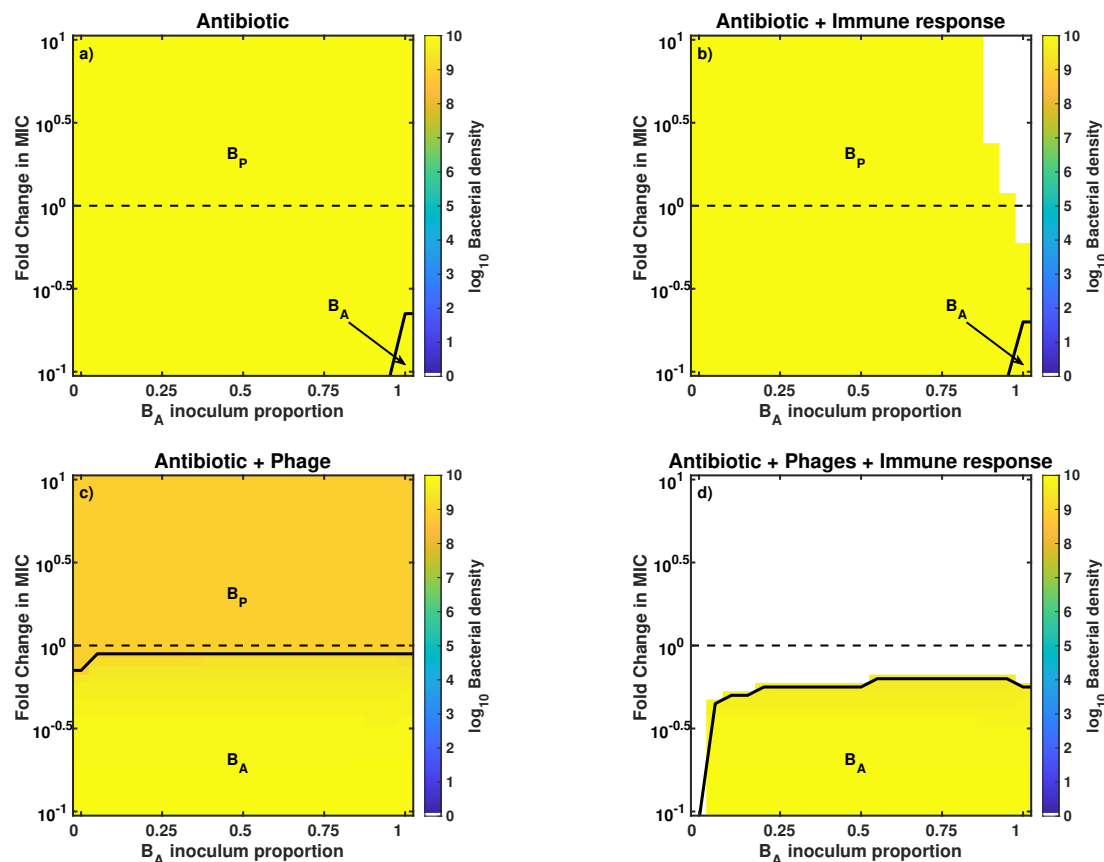 Antibiotic
a)
Fold Change in MIC
10^1
10^0.5
10^0
10^-0.5
10^-1
B_P
B_A
0 0.25 0.5 0.75 1
B_A inoculum proportion
10
9
8
7
6
5
4
3
2
1
0
log_10 Bacterial density
Antibiotic + Immune response
b)
Fold Change in MIC
10^1
10^0.5
10^0
10^-0.5
10^-1
B_P
B_A
0 0.25 0.5 0.75 1
B_A inoculum proportion
10
9
8
7
6
5
4
3
2
1
0
log_10 Bacterial density
Antibiotic + Phage
c)
Fold Change in MIC
10^1
10^0.5
10^0
10^-0.5
10^-1
B_P
B_A
0 0.25 0.5 0.75 1
B_A inoculum proportion
10
9
8
7
6
5
4
3
2
1
0
log_10 Bacterial density
Antibiotic + Phages + Immune response
d)
Fold Change in MIC
10^1
10^0.5
10^0
10^-0.5
10^-1
B_A
0 0.25 0.5 0.75 1
B_A inoculum proportion
10
9
8
7
6
5
4
3
2
1
0
log_10 Bacterial density